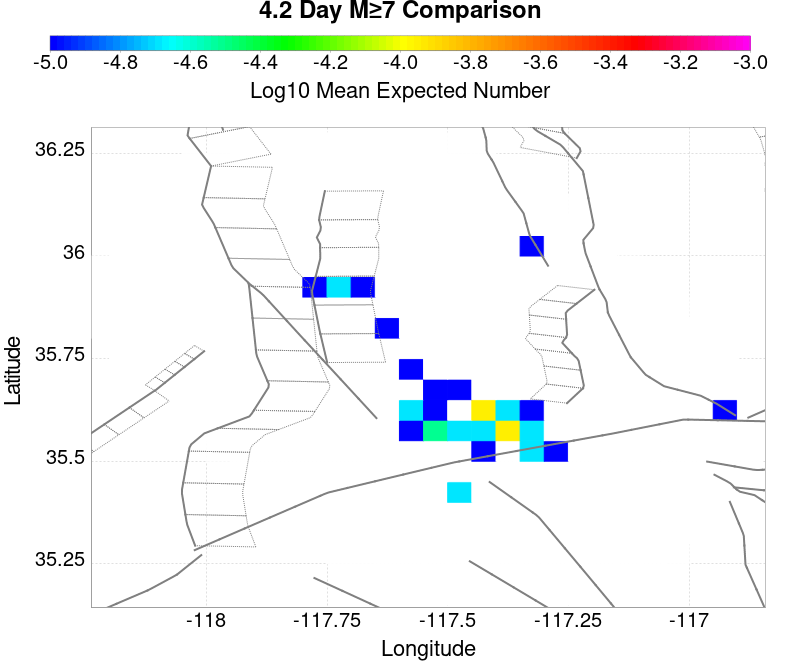 4.2 Day M≥7 Comparison
-5.0 -4.8 -4.6 -4.4 -4.2 -4.0 -3.8 -3.6 -3.4 -3.2 -3.0
Log10 Mean Expected Number
36.25
36
35.75
35.5
35.25
Latitude
-118 -117.75 -117.5 -117.25 -117
Longitude